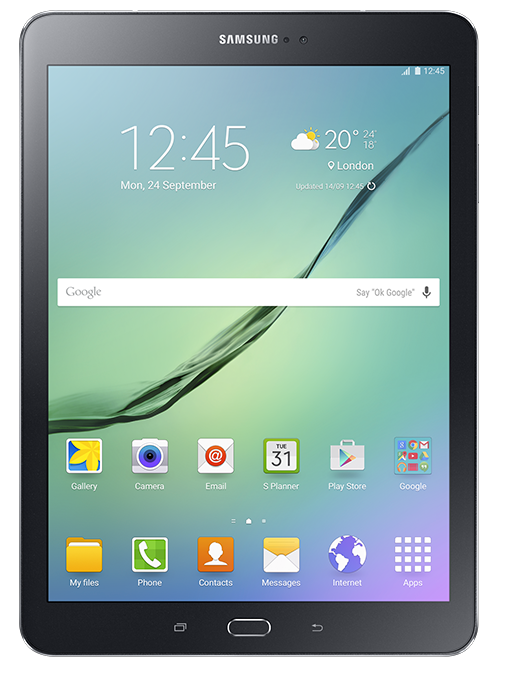 SAMSUNG
12:45
12:45
Mon, 24 September
20° 24° 18°
London
Updated 14/09 12:45
Google
Say "Ok Google"
@
TUE
31
Gallery
Camera
Email
S Planner
Play Store
Google
My files
Phone
Contacts
Messages
Internet
Apps